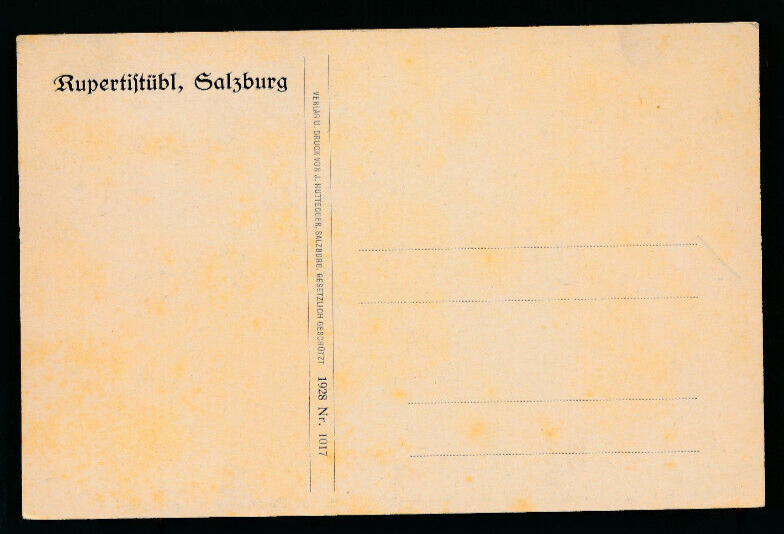 Rupertiſtübl, Salzburg
VERLAG U. DRUCK VON J. HUTTEGGER, SALZBURG. GESETZLICH GESCHÜTZT 1928 Nr. 1017